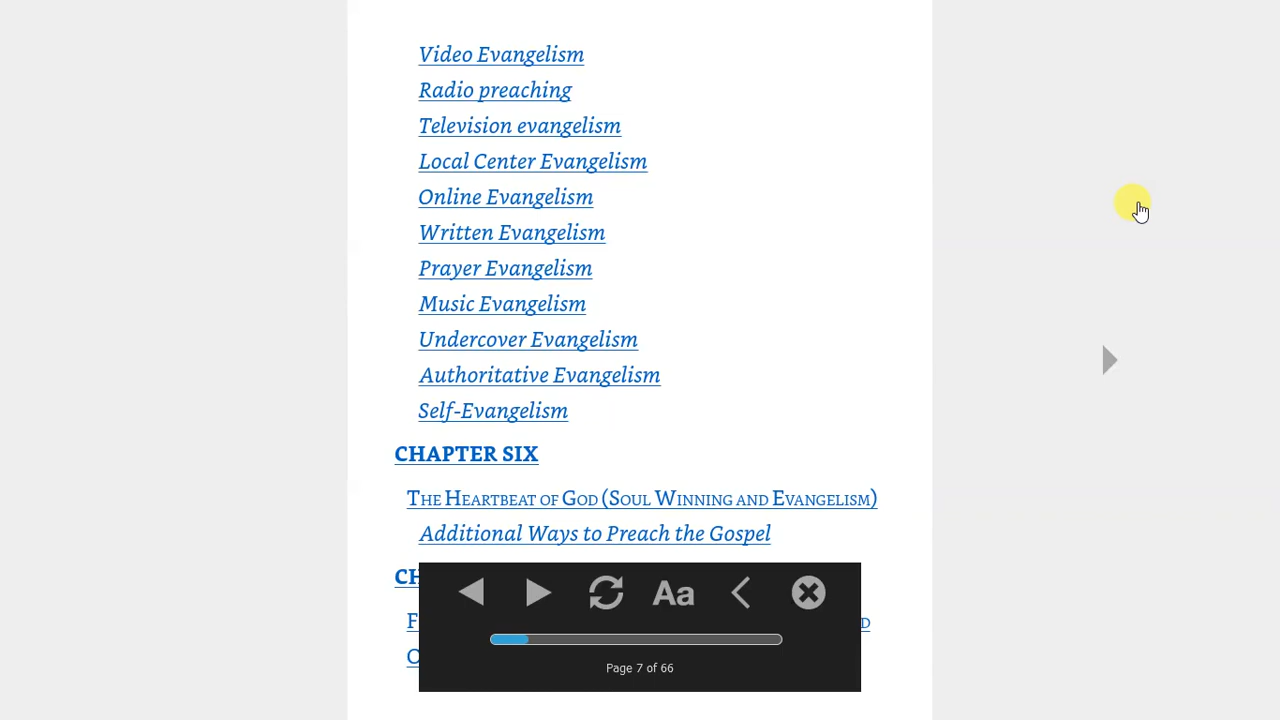 Video Evangelism
Radio preaching
Television evangelism
Local Center Evangelism
Online Evangelism
Written Evangelism
Prayer Evangelism
Music Evangelism
Undercover Evangelism
Authoritative Evangelism
Self-Evangelism
CHAPTER SIX
The Heartbeat of God (Soul Winning and Evangelism)
Additional Ways to Preach the Gospel
Aa
Page 7 of 66